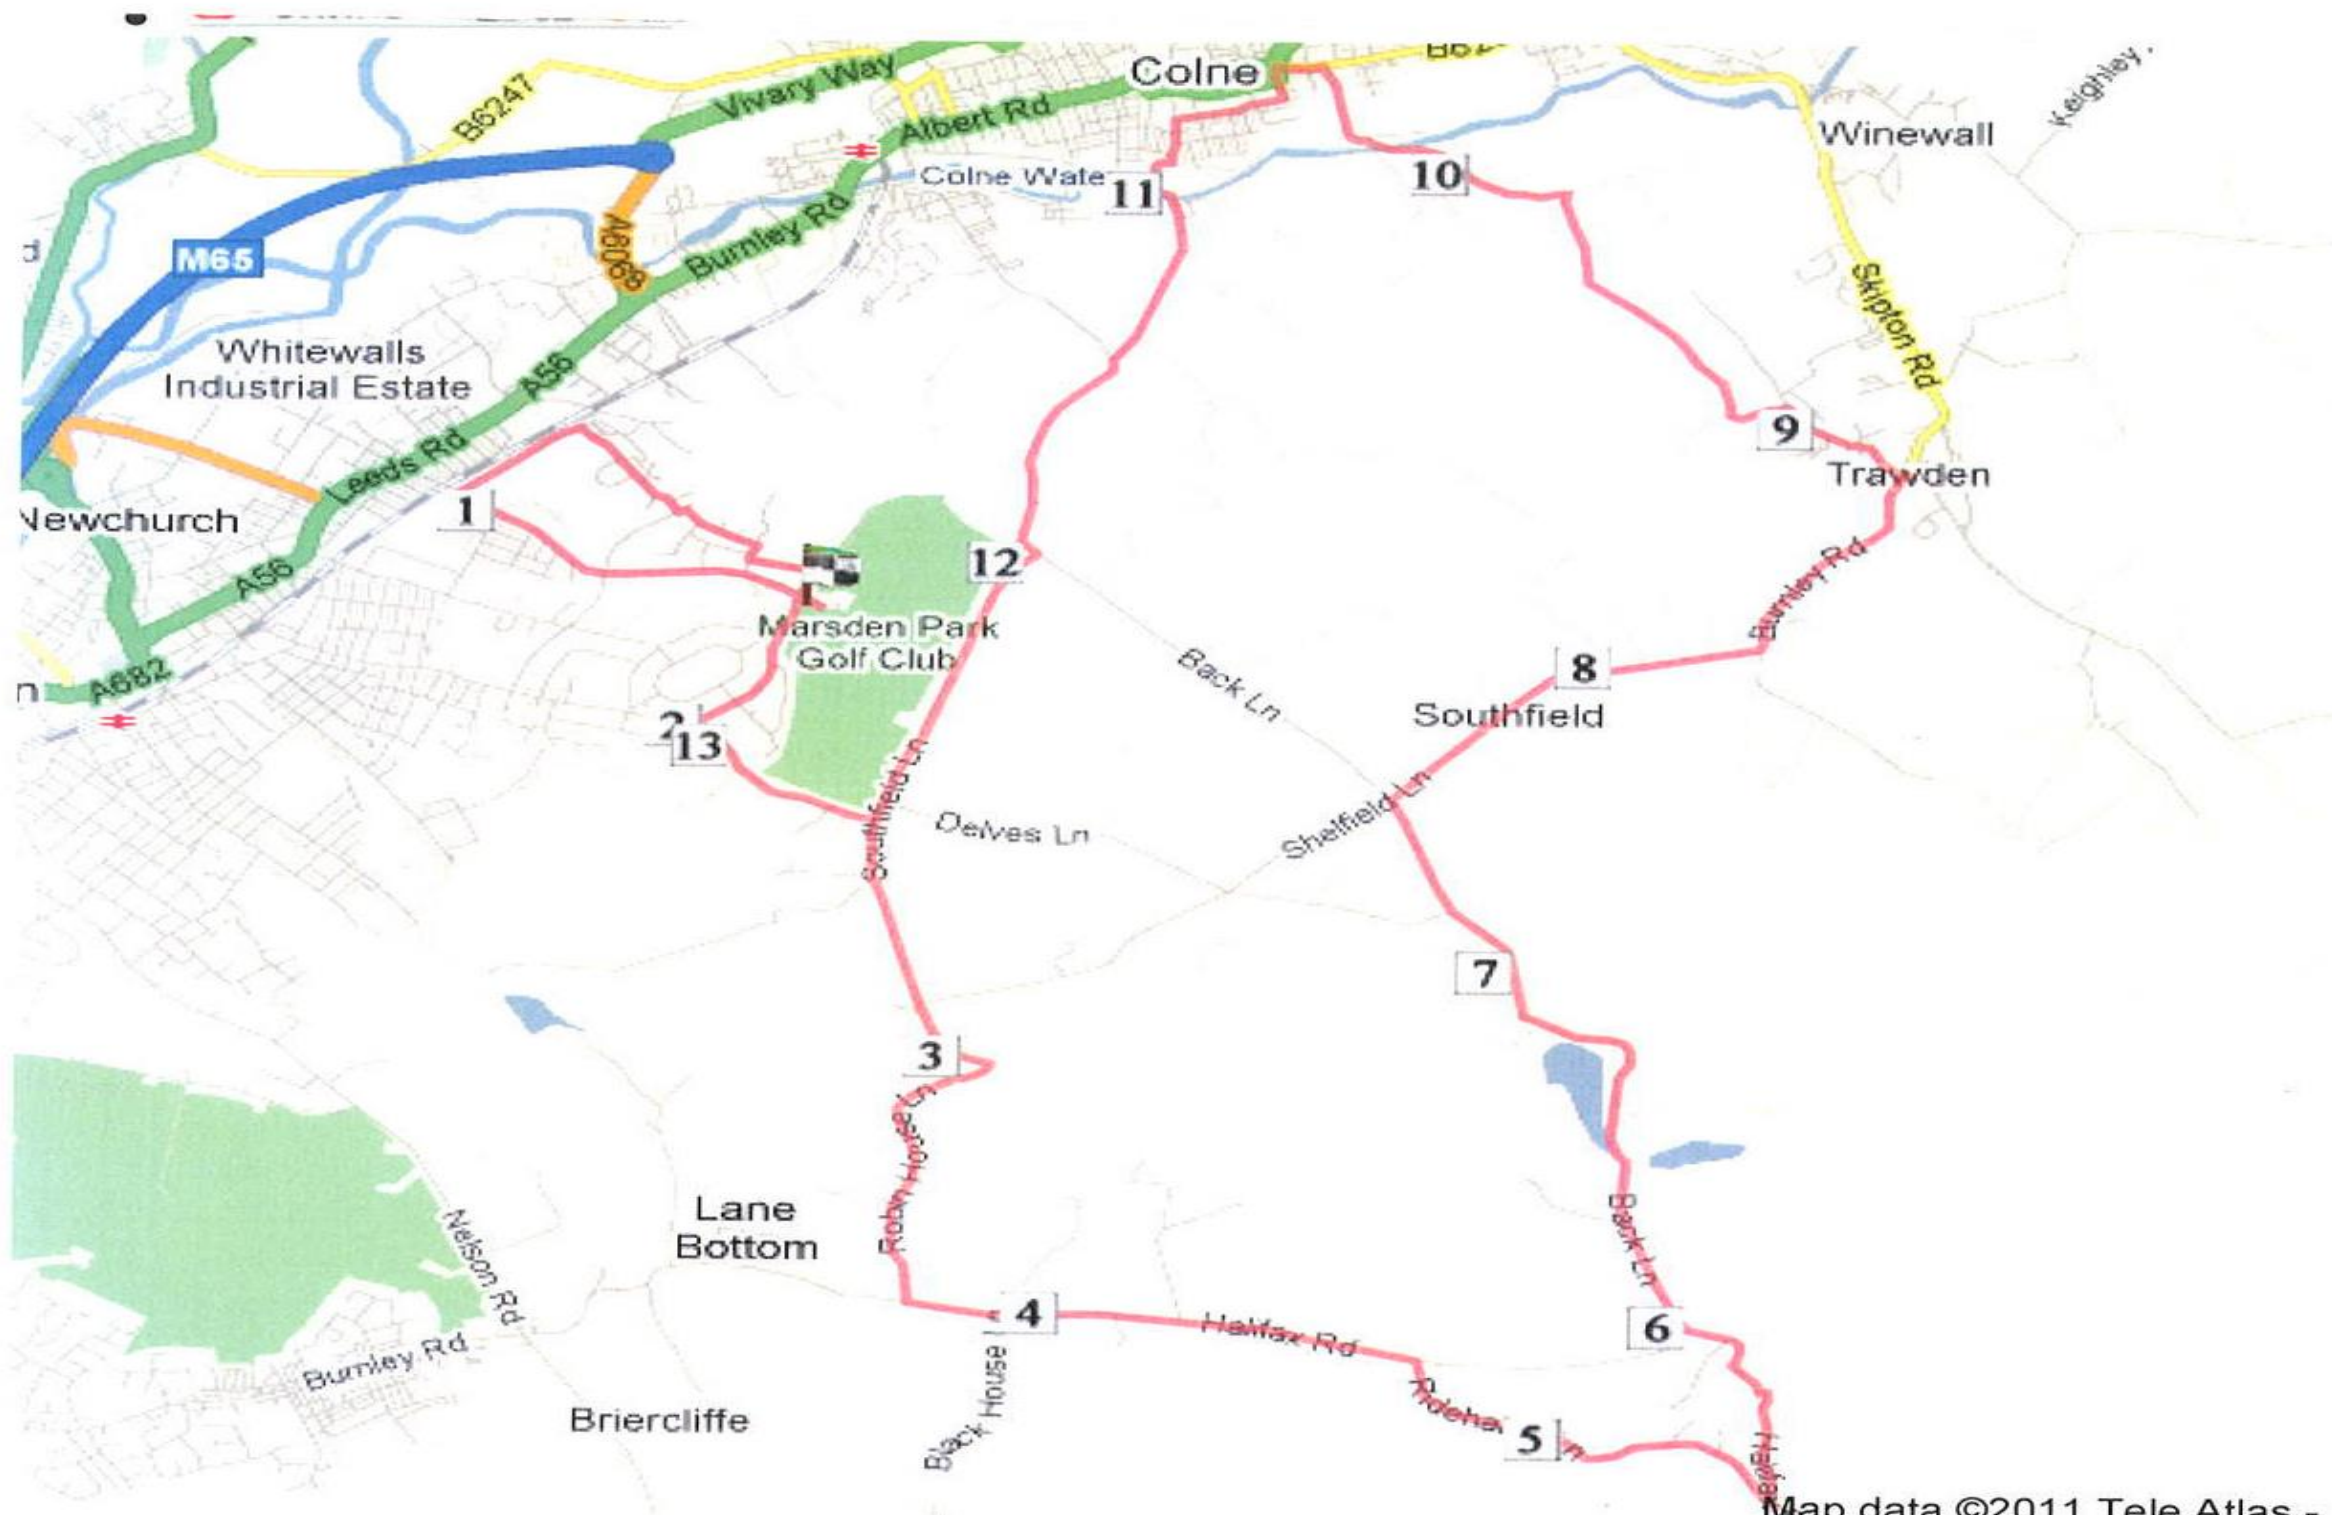 B6247
Vivary Way
Albert Rd
Colne
Winewall
Keighley
Colne Wate
11
10
M65
A6068
Burnley Rd
Skipton Rd
Whitewalls
Industrial Estate
A56
Leeds Rd
9
Trawden
1
Newchurch
12
A56
Burnley Rd
Marsden Park
Golf Club
Back Ln
8
Southfield
A682
n
2
13
Southfield Ln
Delves Ln
Shelfield Ln
7
3
Robin House Ln
Lane
Bottom
Nelson Rd
Back Ln
4
Halifax Rd
6
Burnley Rd
Black House L
Briercliffe
5
Map data ©2011 Tele Atlas -